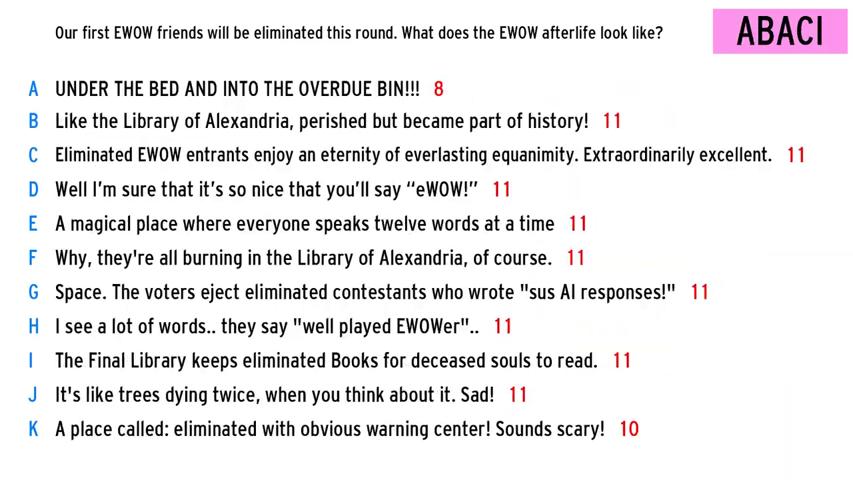 Our first EWOW friends will be eliminated this round. What does the EWOW afterlife look like?
ABACI
A UNDER THE BED AND INTO THE OVERDUE BIN!!! 8
B Like the Library of Alexandria, perished but became part of history! 11
C Eliminated EWOW entrants enjoy an eternity of everlasting equanimity. Extraordinarily excellent. 11
D Well I'm sure that it's so nice that you'll say “eWOW!” 11
E A magical place where everyone speaks twelve words at a time 11
F Why, they're all burning in the Library of Alexandria, of course. 11
G Space. The voters eject eliminated contestants who wrote "sus AI responses!" 11
H I see a lot of words.. they say "well played EWOWer".. 11
I The Final Library keeps eliminated Books for deceased souls to read. 11
J It's like trees dying twice, when you think about it. Sad! 11
K A place called: eliminated with obvious warning center! Sounds scary! 10